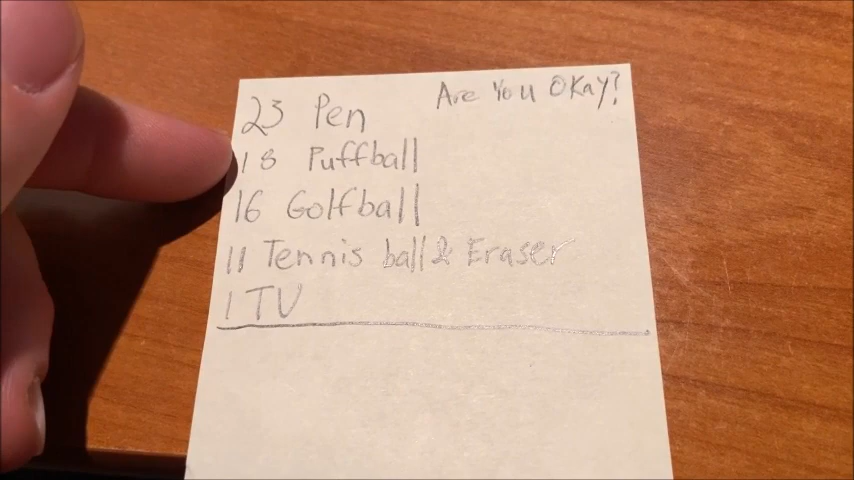 Are You Okay?
23 Pen
18 Puffball
16 Golfball
11 Tennis ball & Eraser
1 TV